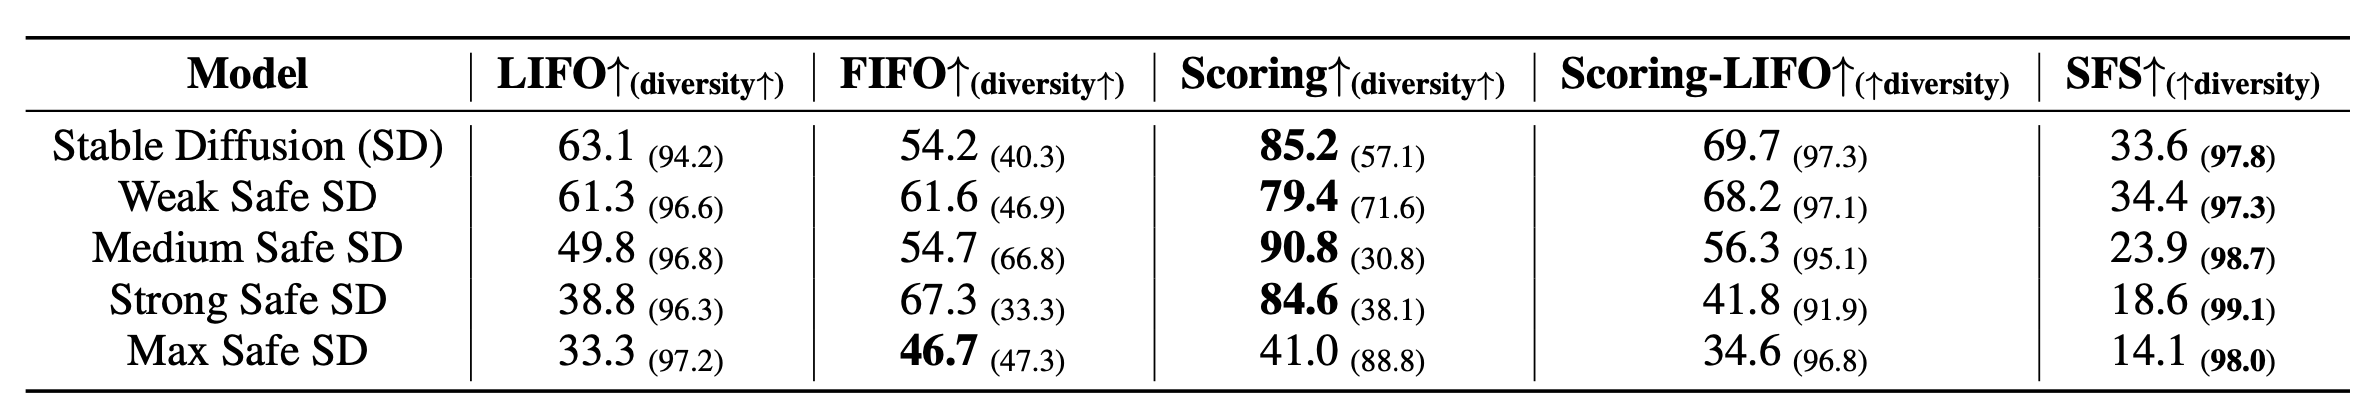 Model LIFO↑(diversity↑) FIFO↑(diversity↑) Scoring↑(diversity↑) Scoring-LIFO↑(↑diversity) SFS↑(↑diversity)
Stable Diffusion (SD) 63.1 (94.2) 54.2 (40.3) 85.2 (57.1) 69.7 (97.3) 33.6 (97.8)
Weak Safe SD 61.3 (96.6) 61.6 (46.9) 79.4 (71.6) 68.2 (97.1) 34.4 (97.3)
Medium Safe SD 49.8 (96.8) 54.7 (66.8) 90.8 (30.8) 56.3 (95.1) 23.9 (98.7)
Strong Safe SD 38.8 (96.3) 67.3 (33.3) 84.6 (38.1) 41.8 (91.9) 18.6 (99.1)
Max Safe SD 33.3 (97.2) 46.7 (47.3) 41.0 (88.8) 34.6 (96.8) 14.1 (98.0)